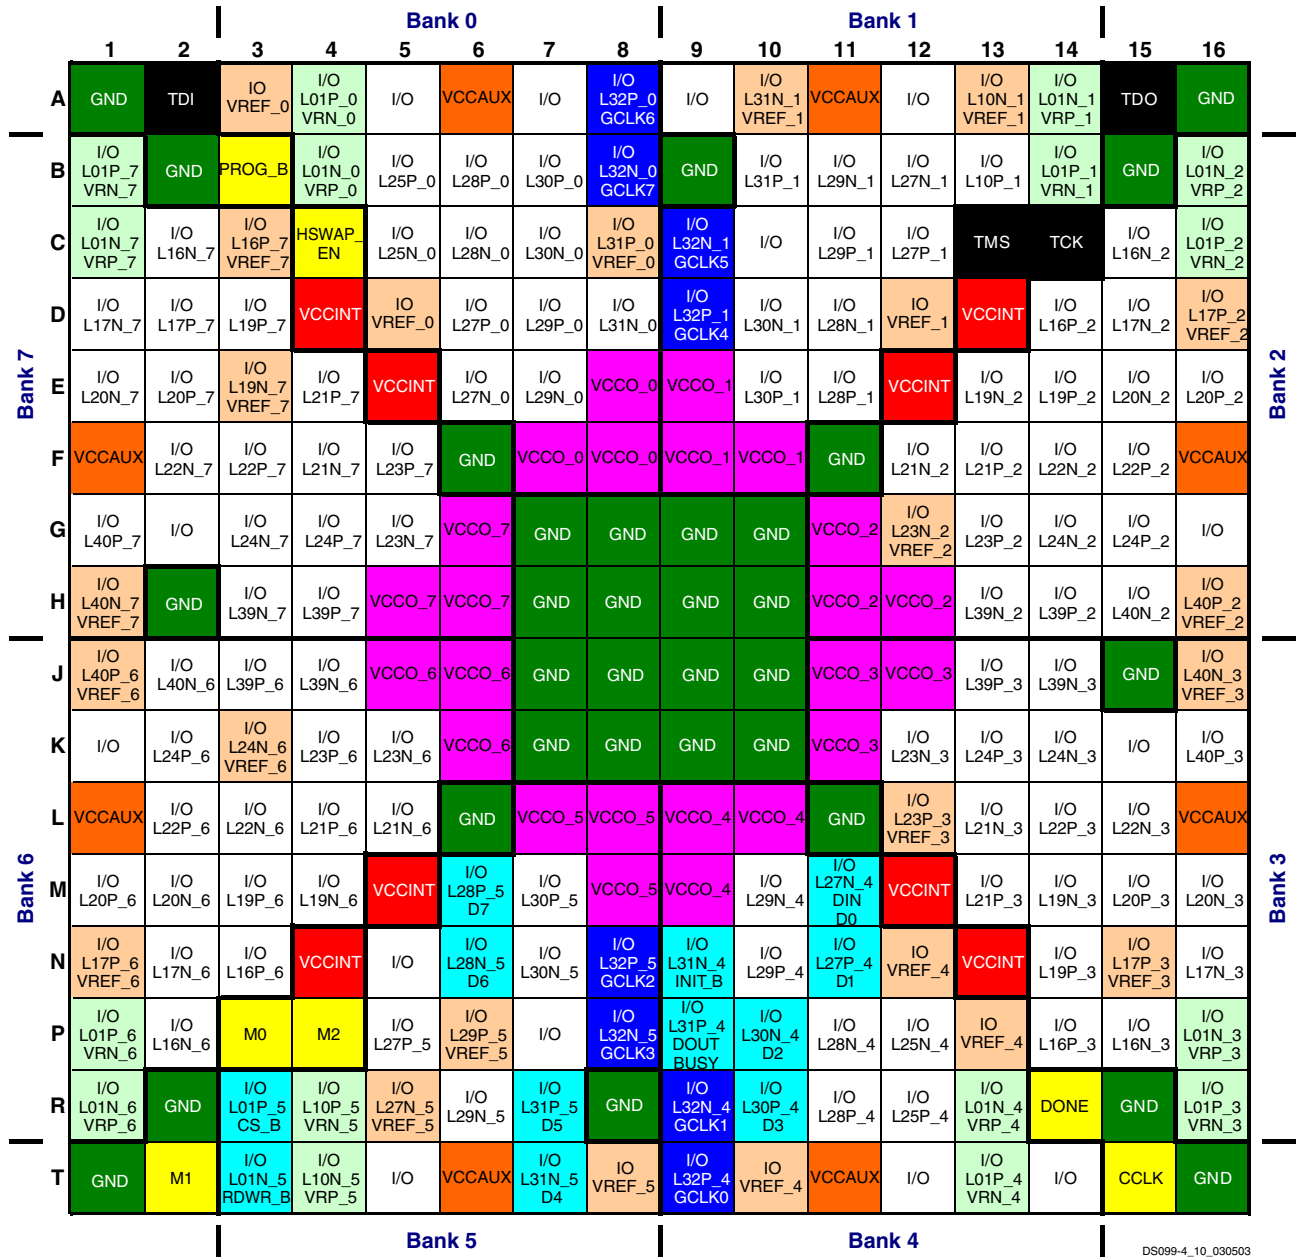 Bank 0 Bank 1
1 2 3 4 5 6 7 8 9 10 11 12 13 14 15 16
A GND TDI IO VREF_0 I/O L01P_0 VRN_0 I/O VCCAUX I/O I/O L32P_0 GCLK6 I/O I/O L31N_1 VREF_1 VCCAUX I/O I/O L10N_1 VREF_1 I/O L01N_1 VRP_1 TDO GND
B I/O L01P_7 VRN_7 GND PROG_B I/O L01N_0 VRP_0 I/O L25P_0 I/O L28P_0 I/O L30P_0 I/O L32N_0 GCLK7 GND I/O L31P_1 I/O L29N_1 I/O L27N_1 I/O L10P_1 I/O L01P_1 VRN_1 GND I/O L01N_2 VRP_2
C I/O L01N_7 VRP_7 I/O L16N_7 I/O L16P_7 VREF_7 HSWAP_EN I/O L25N_0 I/O L28N_0 I/O L30N_0 I/O L31P_0 VREF_0 I/O L32N_1 GCLK5 I/O I/O L29P_1 I/O L27P_1 TMS TCK I/O L16N_2 I/O L01P_2 VRN_2
D I/O L17N_7 I/O L17P_7 I/O L19P_7 VCCINT IO VREF_0 I/O L27P_0 I/O L29P_0 I/O L31N_0 I/O L32P_1 GCLK4 I/O L30N_1 I/O L28N_1 IO VREF_1 VCCINT I/O L16P_2 I/O L17N_2 I/O L17P_2 VREF_2
Bank 7 Bank 2
E I/O L20N_7 I/O L20P_7 I/O L19N_7 VREF_7 I/O L21P_7 VCCINT I/O L27N_0 I/O L29N_0 VCCO_0 VCCO_1 I/O L30P_1 I/O L28P_1 VCCINT I/O L19N_2 I/O L19P_2 I/O L20N_2 I/O L20P_2
F VCCAUX I/O L22N_7 I/O L22P_7 I/O L21N_7 I/O L23P_7 GND VCCO_0 VCCO_0 VCCO_1 VCCO_1 GND I/O L21N_2 I/O L21P_2 I/O L22N_2 I/O L22P_2 VCCAUX
G I/O L40P_7 I/O I/O L24N_7 I/O L24P_7 I/O L23N_7 VCCO_7 GND GND GND GND VCCO_2 I/O L23N_2 VREF_2 I/O L23P_2 I/O L24N_2 I/O L24P_2 I/O
H I/O L40N_7 VREF_7 GND I/O L39N_7 I/O L39P_7 VCCO_7 VCCO_7 GND GND GND GND VCCO_2 VCCO_2 I/O L39N_2 I/O L39P_2 I/O L40N_2 I/O L40P_2 VREF_2
J I/O L40P_6 VREF_6 I/O L40N_6 I/O L39P_6 I/O L39N_6 VCCO_6 VCCO_6 GND GND GND GND VCCO_3 VCCO_3 I/O L39P_3 I/O L39N_3 GND I/O L40N_3 VREF_3
K I/O I/O L24P_6 I/O L24N_6 VREF_6 I/O L23P_6 I/O L23N_6 VCCO_6 GND GND GND GND VCCO_3 I/O L23N_3 I/O L24P_3 I/O L24N_3 I/O I/O L40P_3
L VCCAUX I/O L22P_6 I/O L22N_6 I/O L21P_6 I/O L21N_6 GND VCCO_5 VCCO_5 VCCO_4 VCCO_4 GND I/O L23P_3 VREF_3 I/O L21N_3 I/O L22P_3 I/O L22N_3 VCCAUX
Bank 6 Bank 3
M I/O L20P_6 I/O L20N_6 I/O L19P_6 I/O L19N_6 VCCINT I/O L28P_5 D7 I/O L30P_5 VCCO_5 VCCO_4 I/O L29N_4 I/O L27N_4 DIN D0 VCCINT I/O L21P_3 I/O L19N_3 I/O L20P_3 I/O L20N_3
N I/O L17P_6 VREF_6 I/O L17N_6 I/O L16P_6 VCCINT I/O I/O L28N_5 D6 I/O L30N_5 I/O L32P_5 GCLK2 I/O L31N_4 INIT_B I/O L29P_4 I/O L27P_4 D1 IO VREF_4 VCCINT I/O L19P_3 I/O L17P_3 VREF_3 I/O L17N_3
P I/O L01P_6 VRN_6 I/O L16N_6 M0 M2 I/O L27P_5 I/O L29P_5 VREF_5 I/O I/O L32N_5 GCLK3 I/O L31P_4 DOUT BUSY I/O L30N_4 D2 I/O L28N_4 I/O L25N_4 IO VREF_4 I/O L16P_3 I/O L16N_3 I/O L01N_3 VRP_3
R I/O L01N_6 VRP_6 GND I/O L01P_5 CS_B I/O L10P_5 VRN_5 I/O L27N_5 VREF_5 I/O L29N_5 I/O L31P_5 D5 GND I/O L32N_4 GCLK1 I/O L30P_4 D3 I/O L28P_4 I/O L25P_4 I/O L01N_4 VRP_4 DONE GND I/O L01P_3 VRN_3
T GND M1 I/O L01N_5 RDWR_B I/O L10N_5 VRP_5 I/O VCCAUX I/O L31N_5 D4 IO VREF_5 I/O L32P_4 GCLK0 IO VREF_4 VCCAUX I/O I/O L01P_4 VRN_4 I/O CCLK GND
Bank 5 Bank 4
DS099-4_10_030503